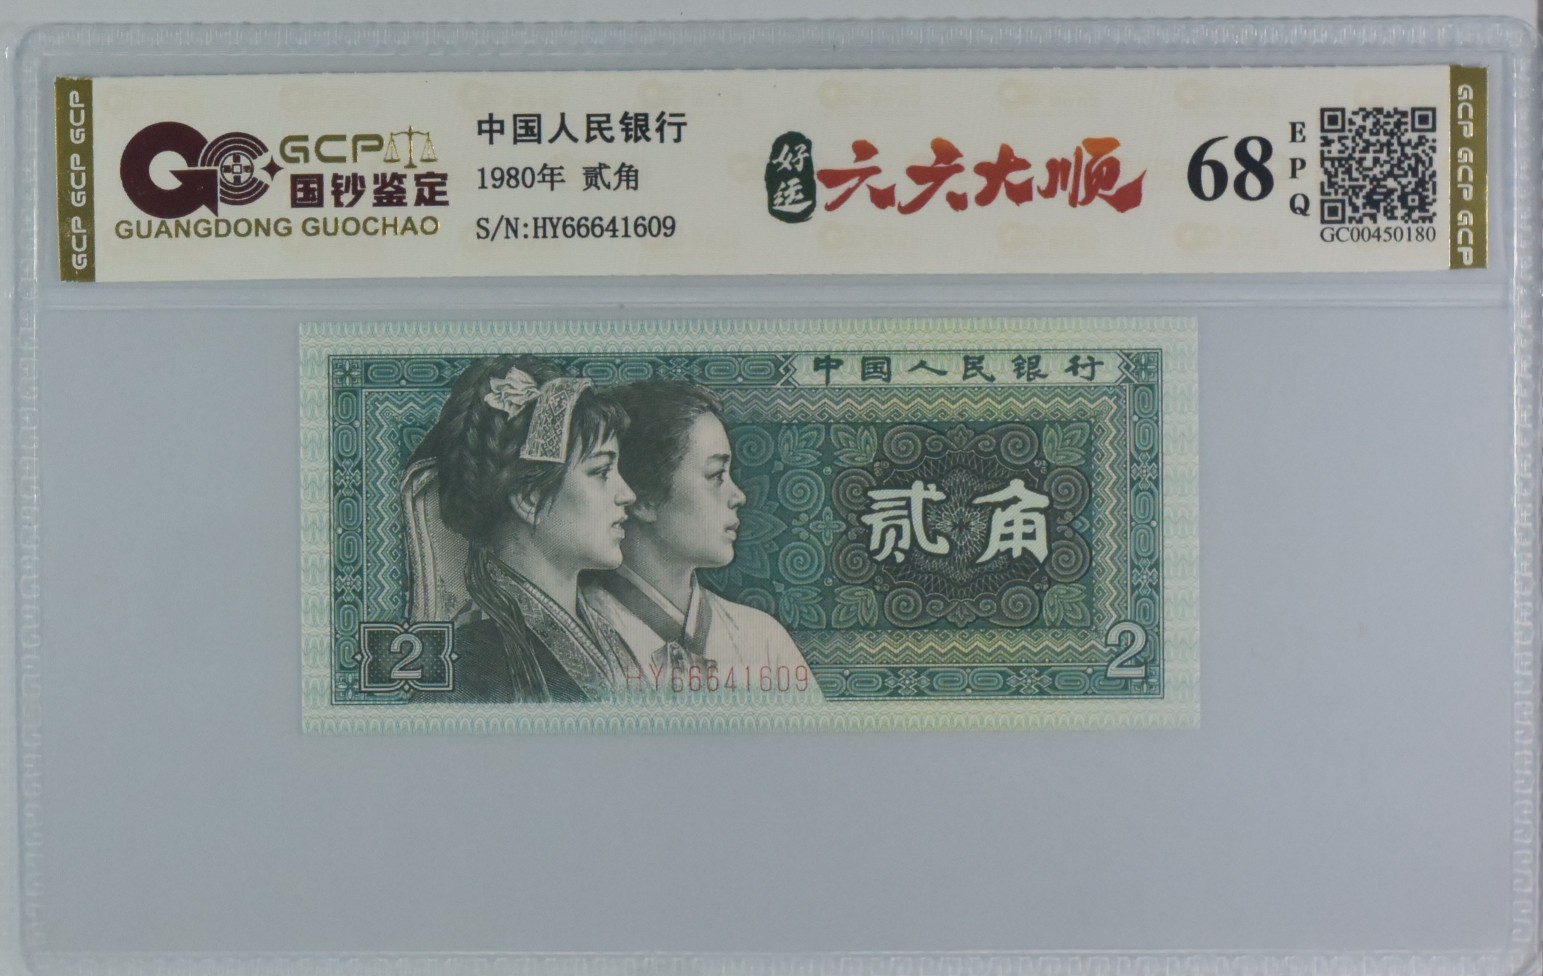 GCP GCP GCP
GCP
国钞鉴定
GUANGDONG GUOCHAO
中国人民银行
1980年 贰角
S/N:HY66641609
好运
六六大顺
68
EPQ
GC00450180
GCP GCP GCP
中国人民银行
贰角
2
2
HY66641609